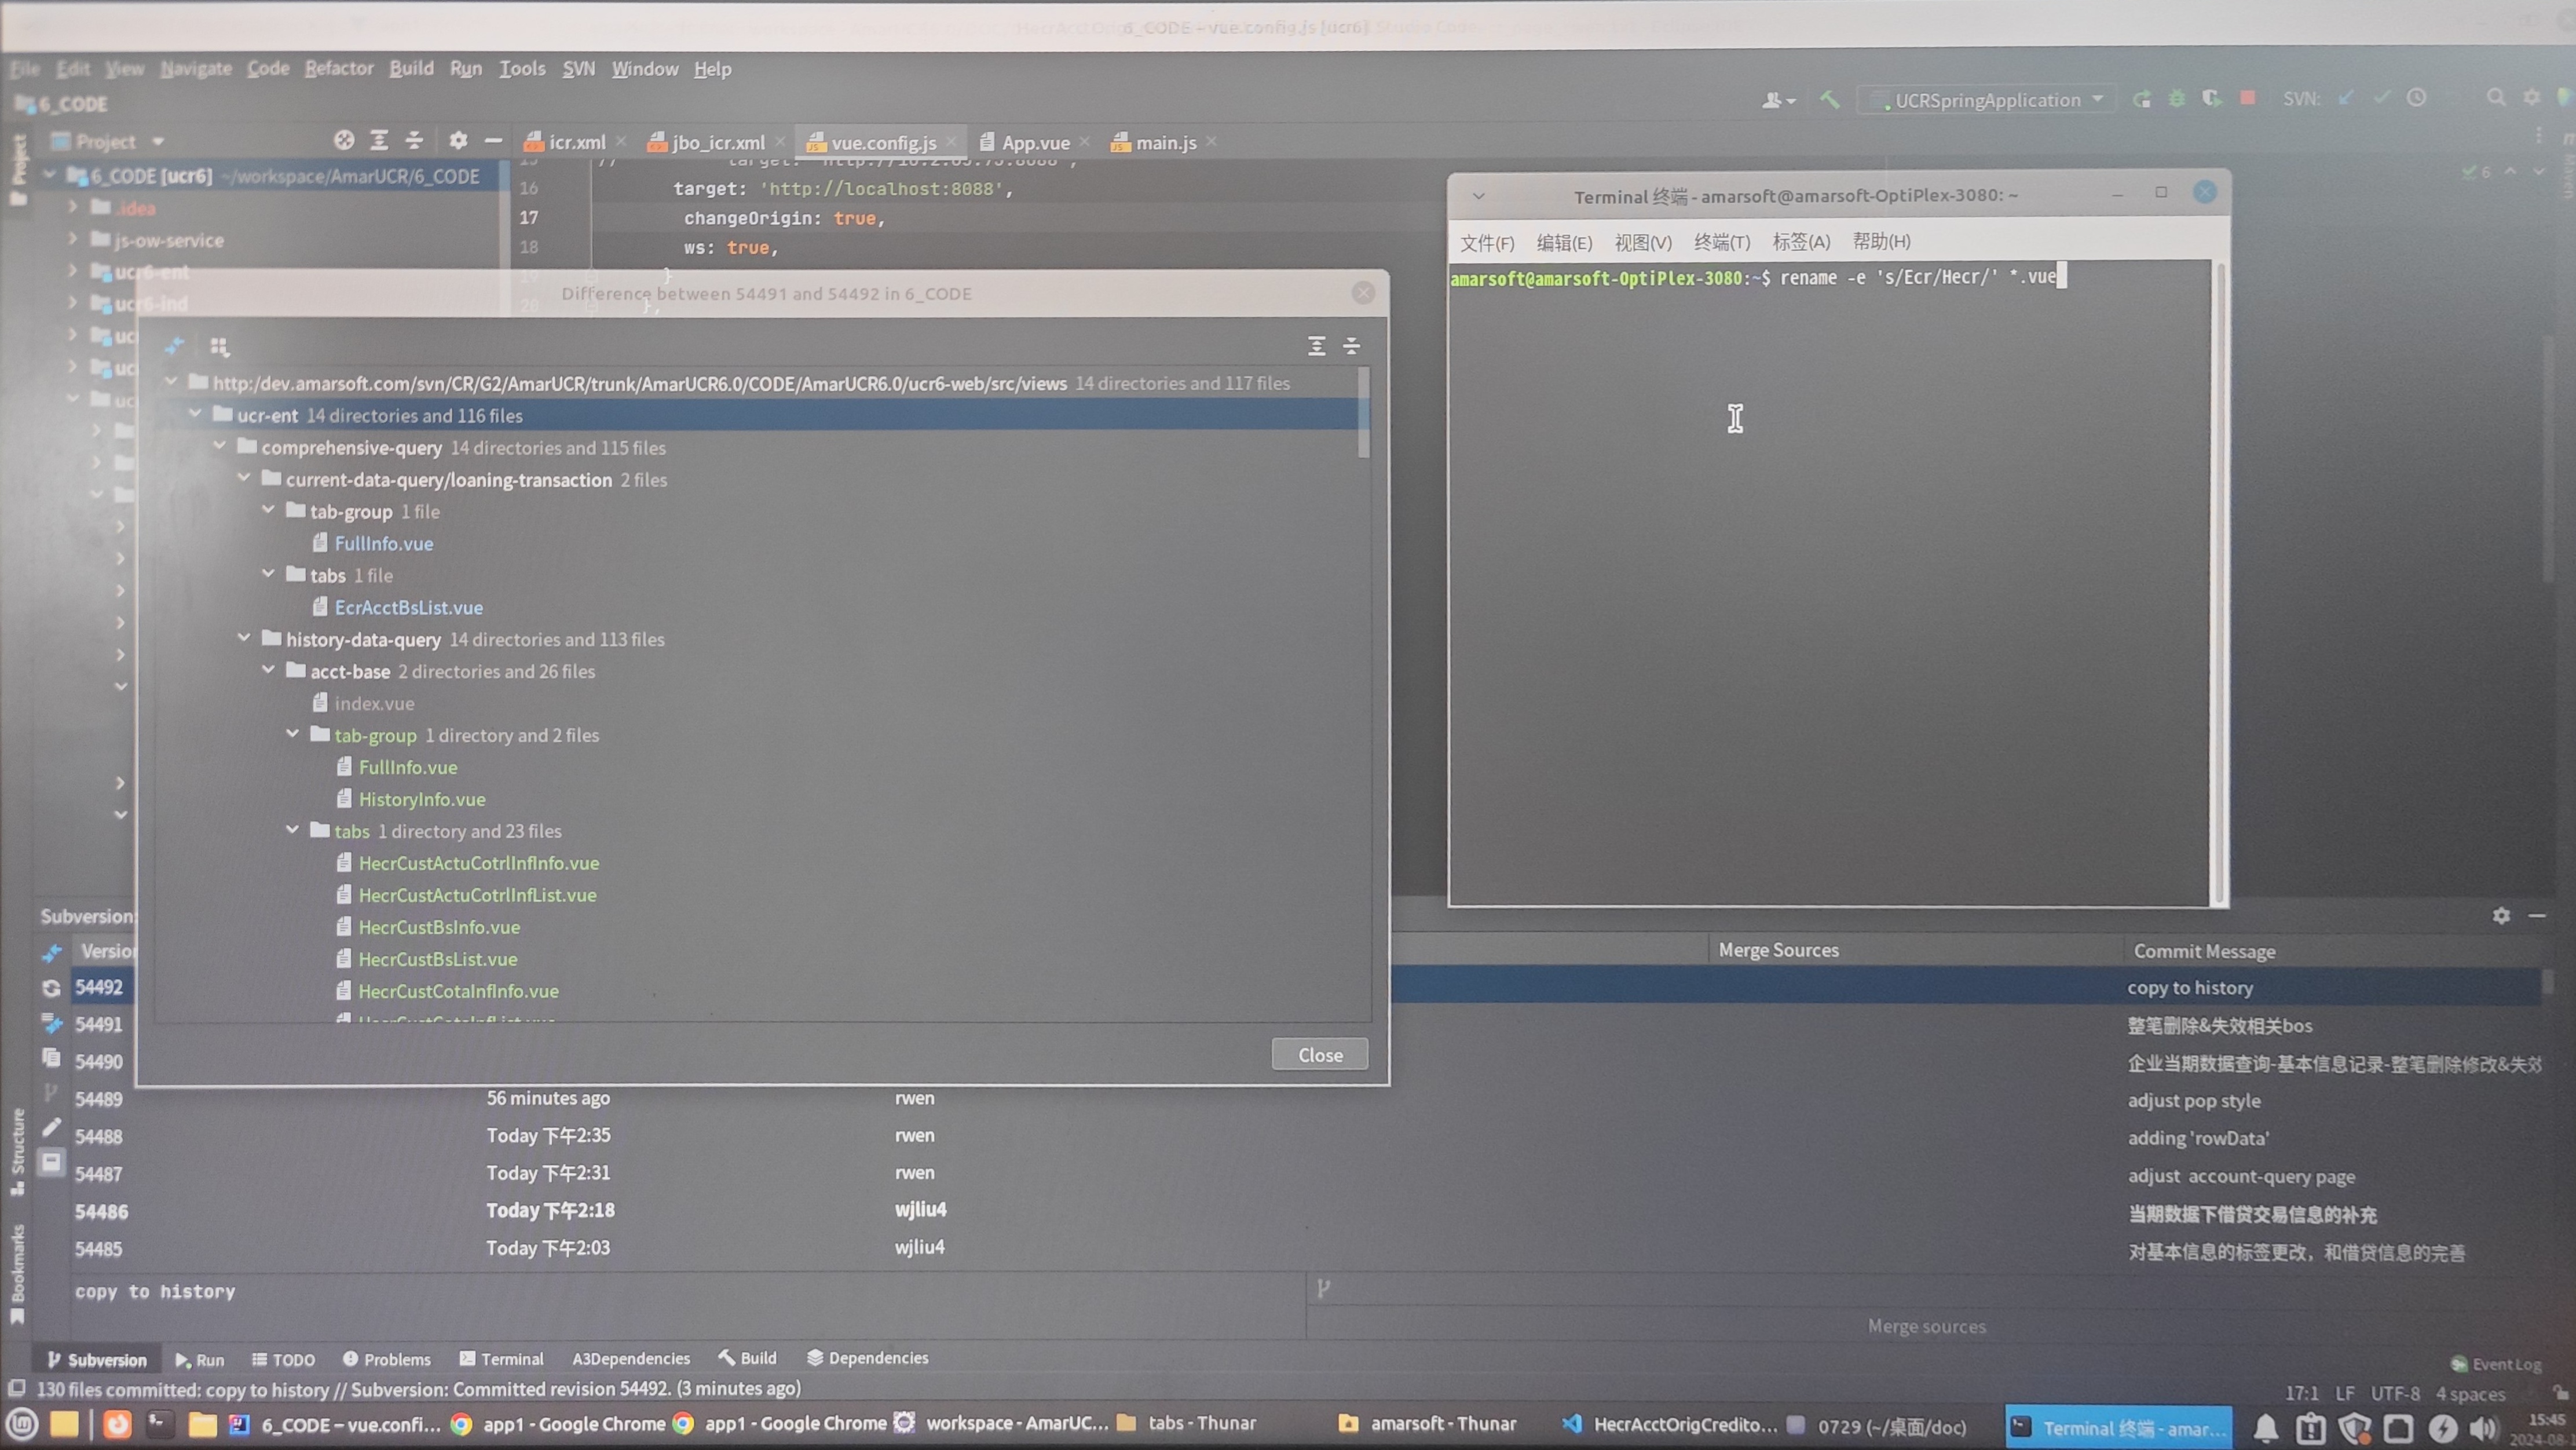 6_CODE – vue.config.js [ucr6]
File Edit View Navigate Code Refactor Build Run Tools SVN Window Help
6_CODE
UCRSpringApplication
SVN:
Project
Project
icr.xml
jbo_icr.xml
vue.config.js
App.vue
main.js
6_CODE [ucr6] ~/workspace/AmarUCR/6_CODE
.idea
js-ow-service
ucr6-ent
ucr6-ind
16 target: 'http://localhost:8088',
17 changeOrigin: true,
18 ws: true,
19 }
20 },
6
Terminal 终端 - amarsoft@amarsoft-OptiPlex-3080: ~
文件(F) 编辑(E) 视图(V) 终端(T) 标签(A) 帮助(H)
amarsoft@amarsoft-OptiPlex-3080:~$ rename -e 's/Ecr/Hecr/' *.vue
Difference between 54491 and 54492 in 6_CODE
http:/dev.amarsoft.com/svn/CR/G2/AmarUCR/trunk/AmarUCR6.0/CODE/AmarUCR6.0/ucr6-web/src/views 14 directories and 117 files
ucr-ent 14 directories and 116 files
comprehensive-query 14 directories and 115 files
current-data-query/loaning-transaction 2 files
tab-group 1 file
FullInfo.vue
tabs 1 file
EcrAcctBsList.vue
history-data-query 14 directories and 113 files
acct-base 2 directories and 26 files
index.vue
tab-group 1 directory and 2 files
FullInfo.vue
HistoryInfo.vue
tabs 1 directory and 23 files
HecrCustActuCotrlInfInfo.vue
HecrCustActuCotrlInfList.vue
HecrCustBsInfo.vue
HecrCustBsList.vue
HecrCustCotaInfInfo.vue
Close
Subversion:
Version
Merge Sources
Commit Message
54492 copy to history
54491 整笔删除&失效相关bos
54490 企业当期数据查询-基本信息记录-整笔删除修改&失效
54489 56 minutes ago rwen adjust pop style
54488 Today 下午2:35 rwen adding 'rowData'
54487 Today 下午2:31 rwen adjust account-query page
54486 Today 下午2:18 wjliu4 当期数据下借贷交易信息的补充
54485 Today 下午2:03 wjliu4 对基本信息的标签更改，和借贷信息的完善
copy to history
Merge sources
Structure
Bookmarks
Subversion Run TODO Problems Terminal A3Dependencies Build Dependencies
Event Log
130 files committed: copy to history // Subversion: Committed revision 54492. (3 minutes ago)
17:1 LF UTF-8 4 spaces
6_CODE – vue.confi...
app1 - Google Chrome
app1 - Google Chrome
workspace - AmarUC...
tabs - Thunar
amarsoft - Thunar
HecrAcctOrigCredito...
0729 (~/桌面/doc)
Terminal 终端 - amar...
15:45